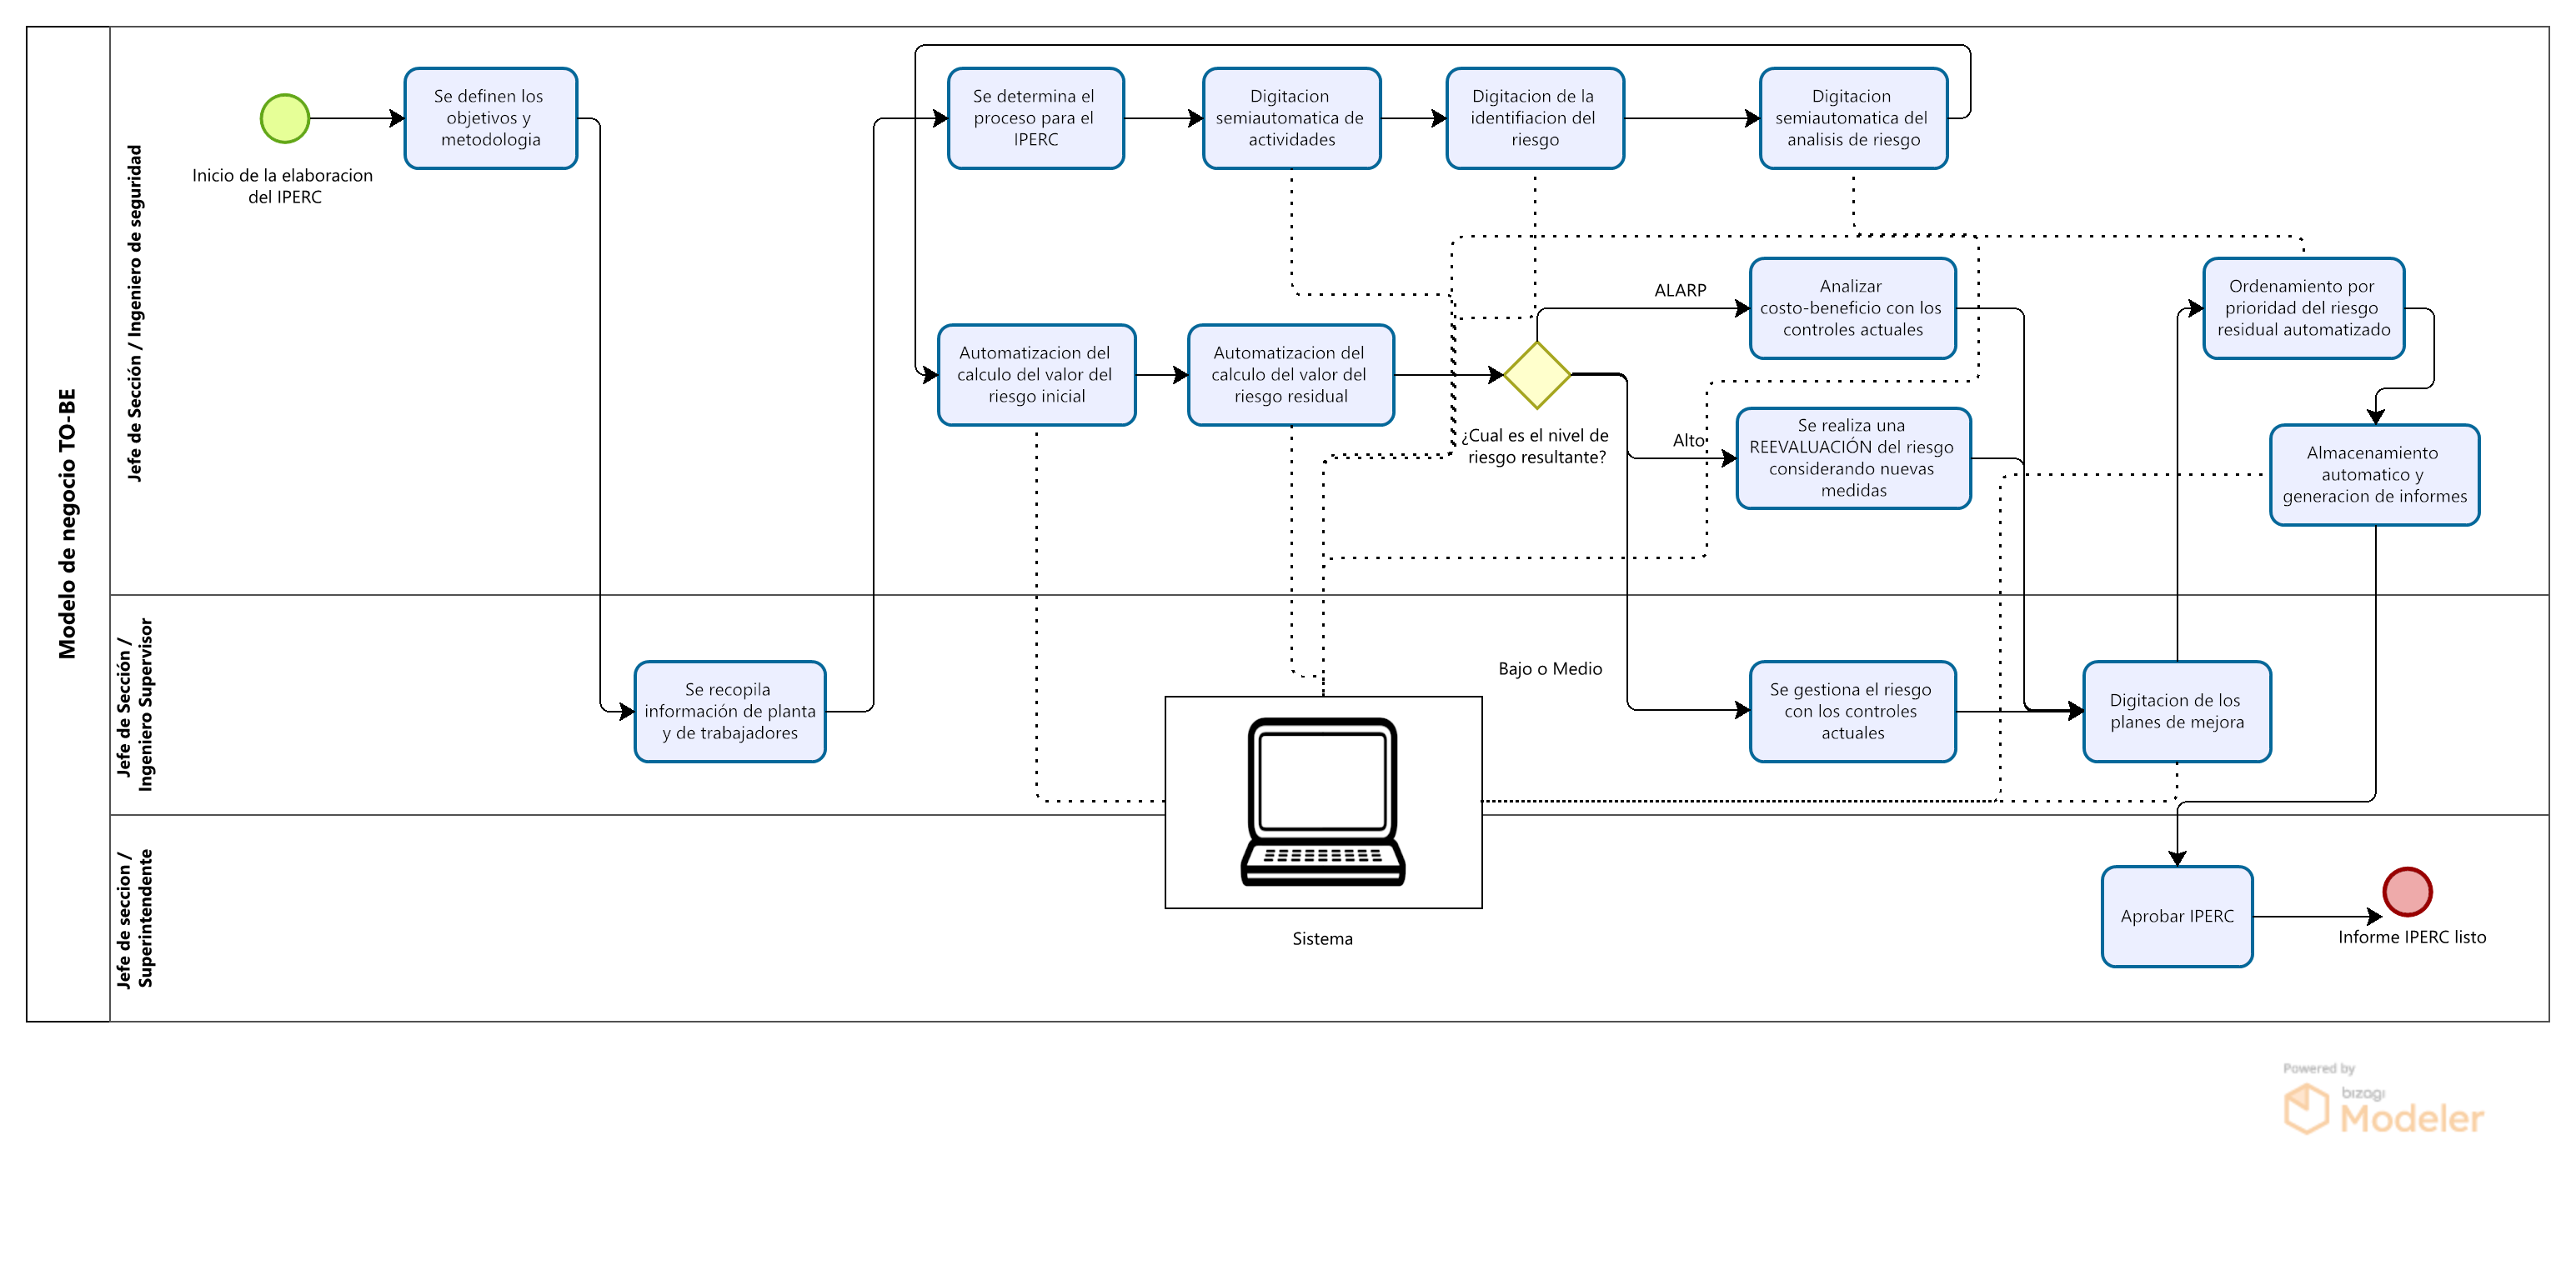 Modelo de negocio TO-BE
Jefe de Sección / Ingeniero de seguridad
Inicio de la elaboracion
del IPERC
Se definen los
objetivos y
metodologia
Se determina el
proceso para el
IPERC
Digitacion
semiautomatica de
actividades
Digitacion de la
identifiacion del
riesgo
Digitacion
semiautomatica del
analisis de riesgo
Automatizacion del
calculo del valor del
riesgo inicial
Automatizacion del
calculo del valor del
riesgo residual
¿Cual es el nivel de
riesgo resultante?
ALARP
Analizar
costo-beneficio con los
controles actuales
Alto
Se realiza una
REEVALUACIÓN del riesgo
considerando nuevas
medidas
Ordenamiento por
prioridad del riesgo
residual automatizado
Almacenamiento
automatico y
generacion de informes
Jefe de Sección /
Ingeniero Supervisor
Se recopila
información de planta
y de trabajadores
Bajo o Medio
Se gestiona el riesgo
con los controles
actuales
Digitacion de los
planes de mejora
Jefe de seccion /
Superintendente
Sistema
Aprobar IPERC
Informe IPERC listo
Powered by
bizagi
Modeler